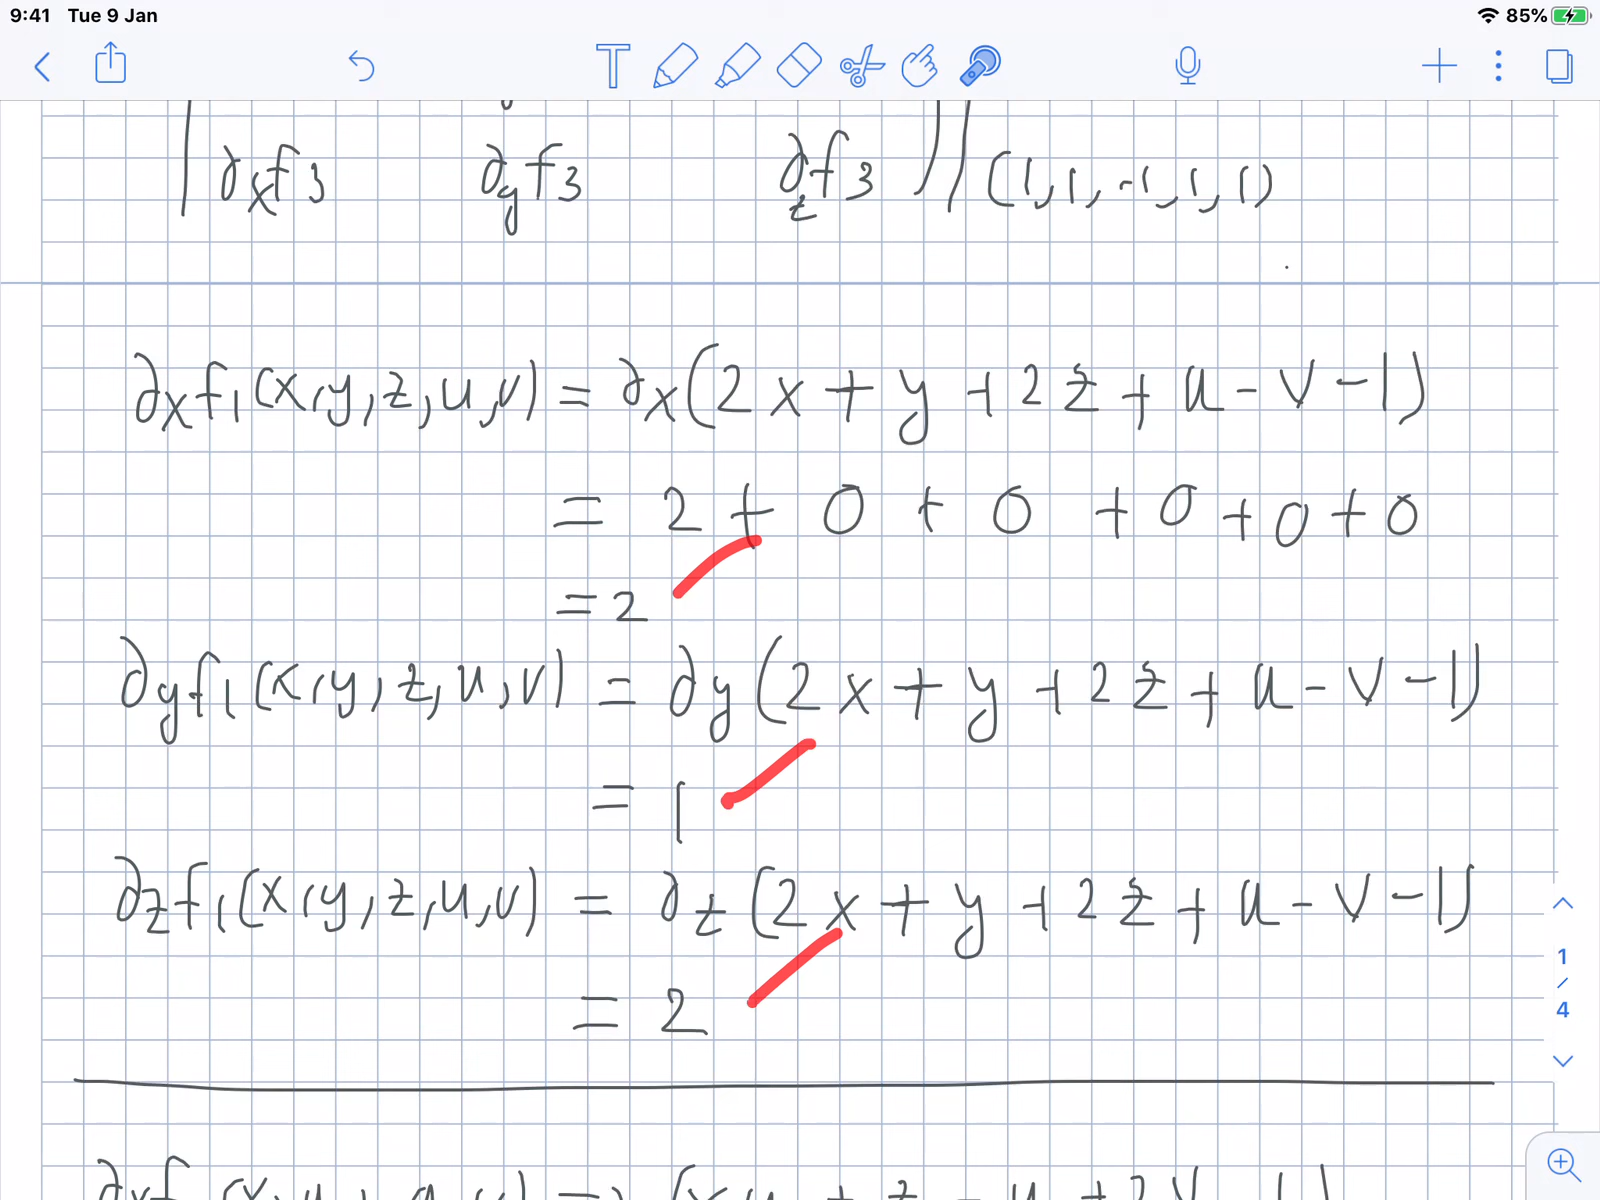 9:41 Tue 9 Jan 85%
T
∂xf3 ∂yf3 ∂zf3 (1,1,-1,1,1)
∂xf1(x,y,z,u,v) = ∂x(2x+y+2z+u-v-1)
= 2+0+0+0+0+0
=2
∂yf1(x,y,z,u,v) = ∂y(2x+y+2z+u-v-1)
= 1
∂zf1(x,y,z,u,v) = ∂z(2x+y+2z+u-v-1)
= 2
1
/
4